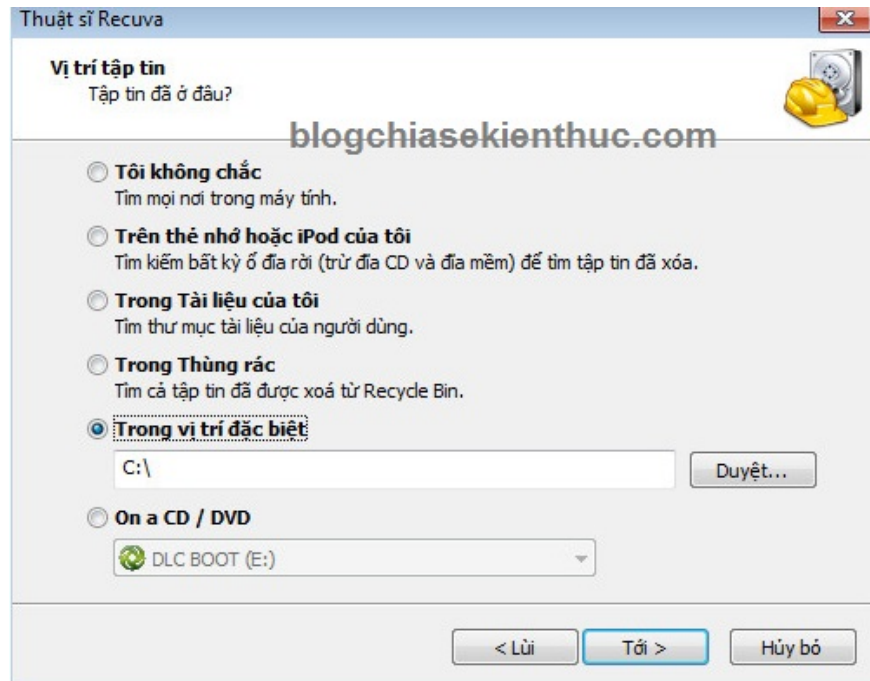 Thuật sĩ Recuva
Vị trí tập tin
Tập tin đã ở đâu?
blogchiasekienthuc.com
Tôi không chắc
Tìm mọi nơi trong máy tính.
Trên thẻ nhớ hoặc iPod của tôi
Tìm kiếm bất kỳ ổ đĩa rời (trừ đĩa CD và đĩa mềm) để tìm tập tin đã xóa.
Trong Tài liệu của tôi
Tìm thư mục tài liệu của người dùng.
Trong Thùng rác
Tìm cả tập tin đã được xoá từ Recycle Bin.
Trong vị trí đặc biệt
C:\
Duyệt...
On a CD / DVD
DLC BOOT (E:)
< Lùi Tới > Hủy bỏ